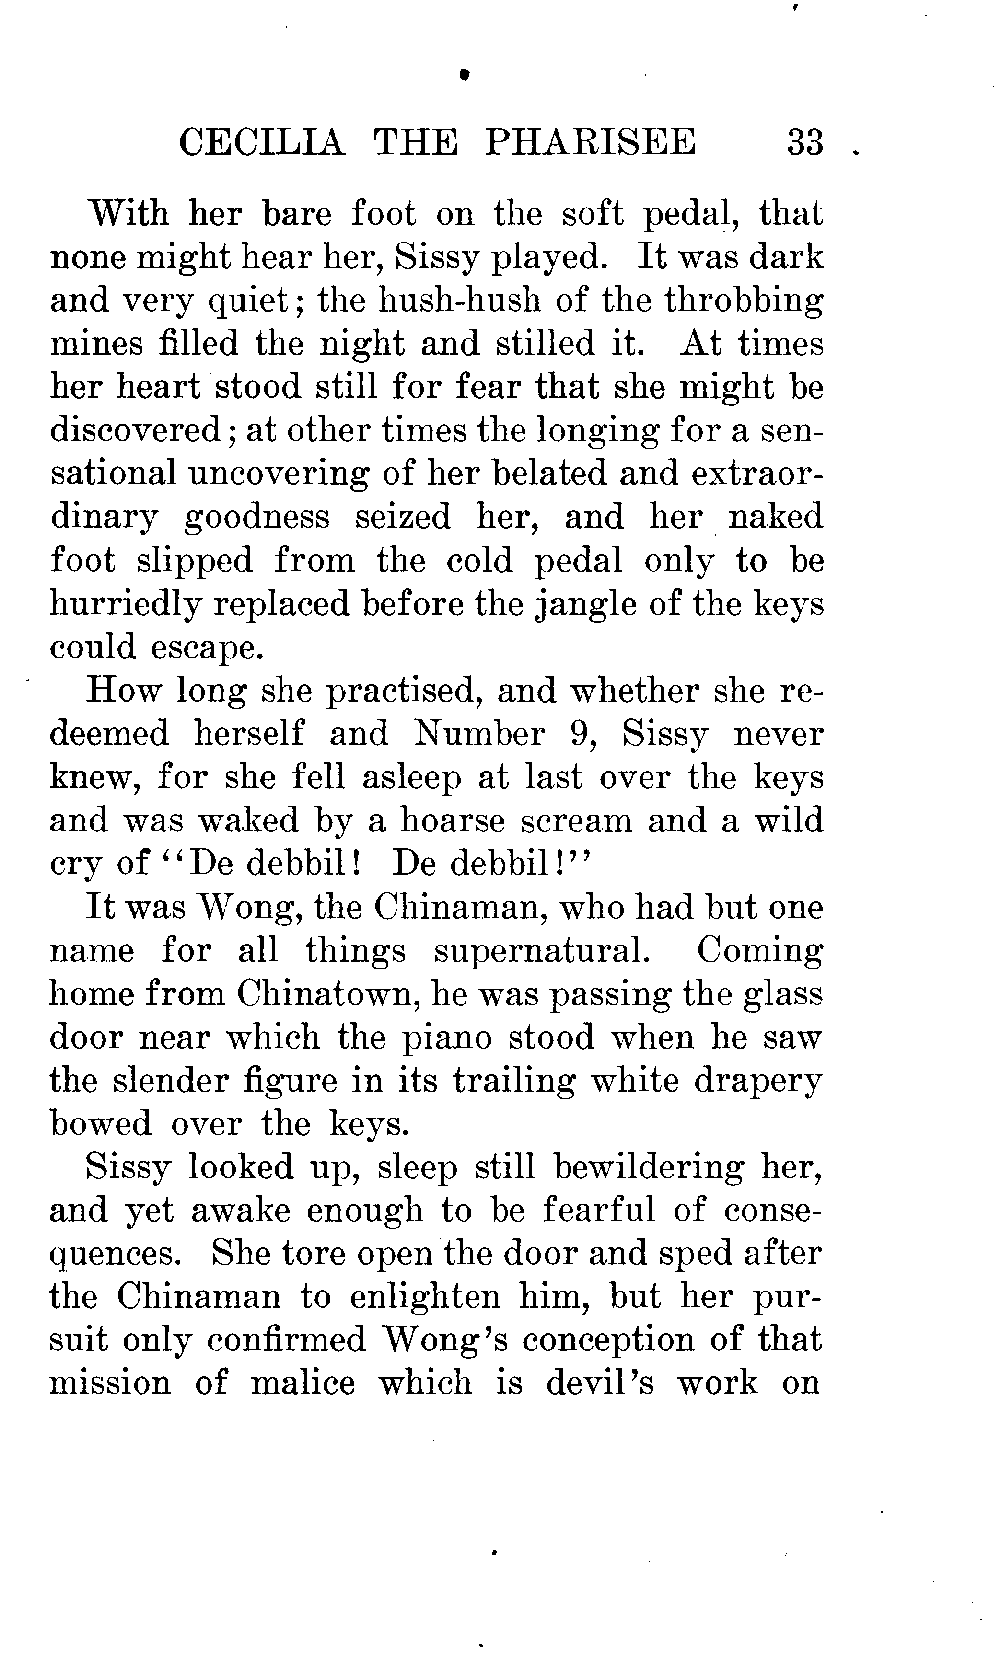 CECILIA THE PHARISEE 33
With her bare foot on the soft pedal, that
none might hear her, Sissy played. It was dark
and very quiet; the hush-hush of the throbbing
mines filled the night and stilled it. At times
her heart stood still for fear that she might be
discovered; at other times the longing for a sen-
sational uncovering of her belated and extraor-
dinary goodness seized her, and her naked
foot slipped from the cold pedal only to be
hurriedly replaced before the jangle of the keys
could escape.
How long she practised, and whether she re-
deemed herself and Number 9, Sissy never
knew, for she fell asleep at last over the keys
and was waked by a hoarse scream and a wild
cry of "De debbil! De debbil!"
It was Wong, the Chinaman, who had but one
name for all things supernatural. Coming
home from Chinatown, he was passing the glass
door near which the piano stood when he saw
the slender figure in its trailing white drapery
bowed over the keys.
Sissy looked up, sleep still bewildering her,
and yet awake enough to be fearful of conse-
quences. She tore open the door and sped after
the Chinaman to enlighten him, but her pur-
suit only confirmed Wong's conception of that
mission of malice which is devil's work on